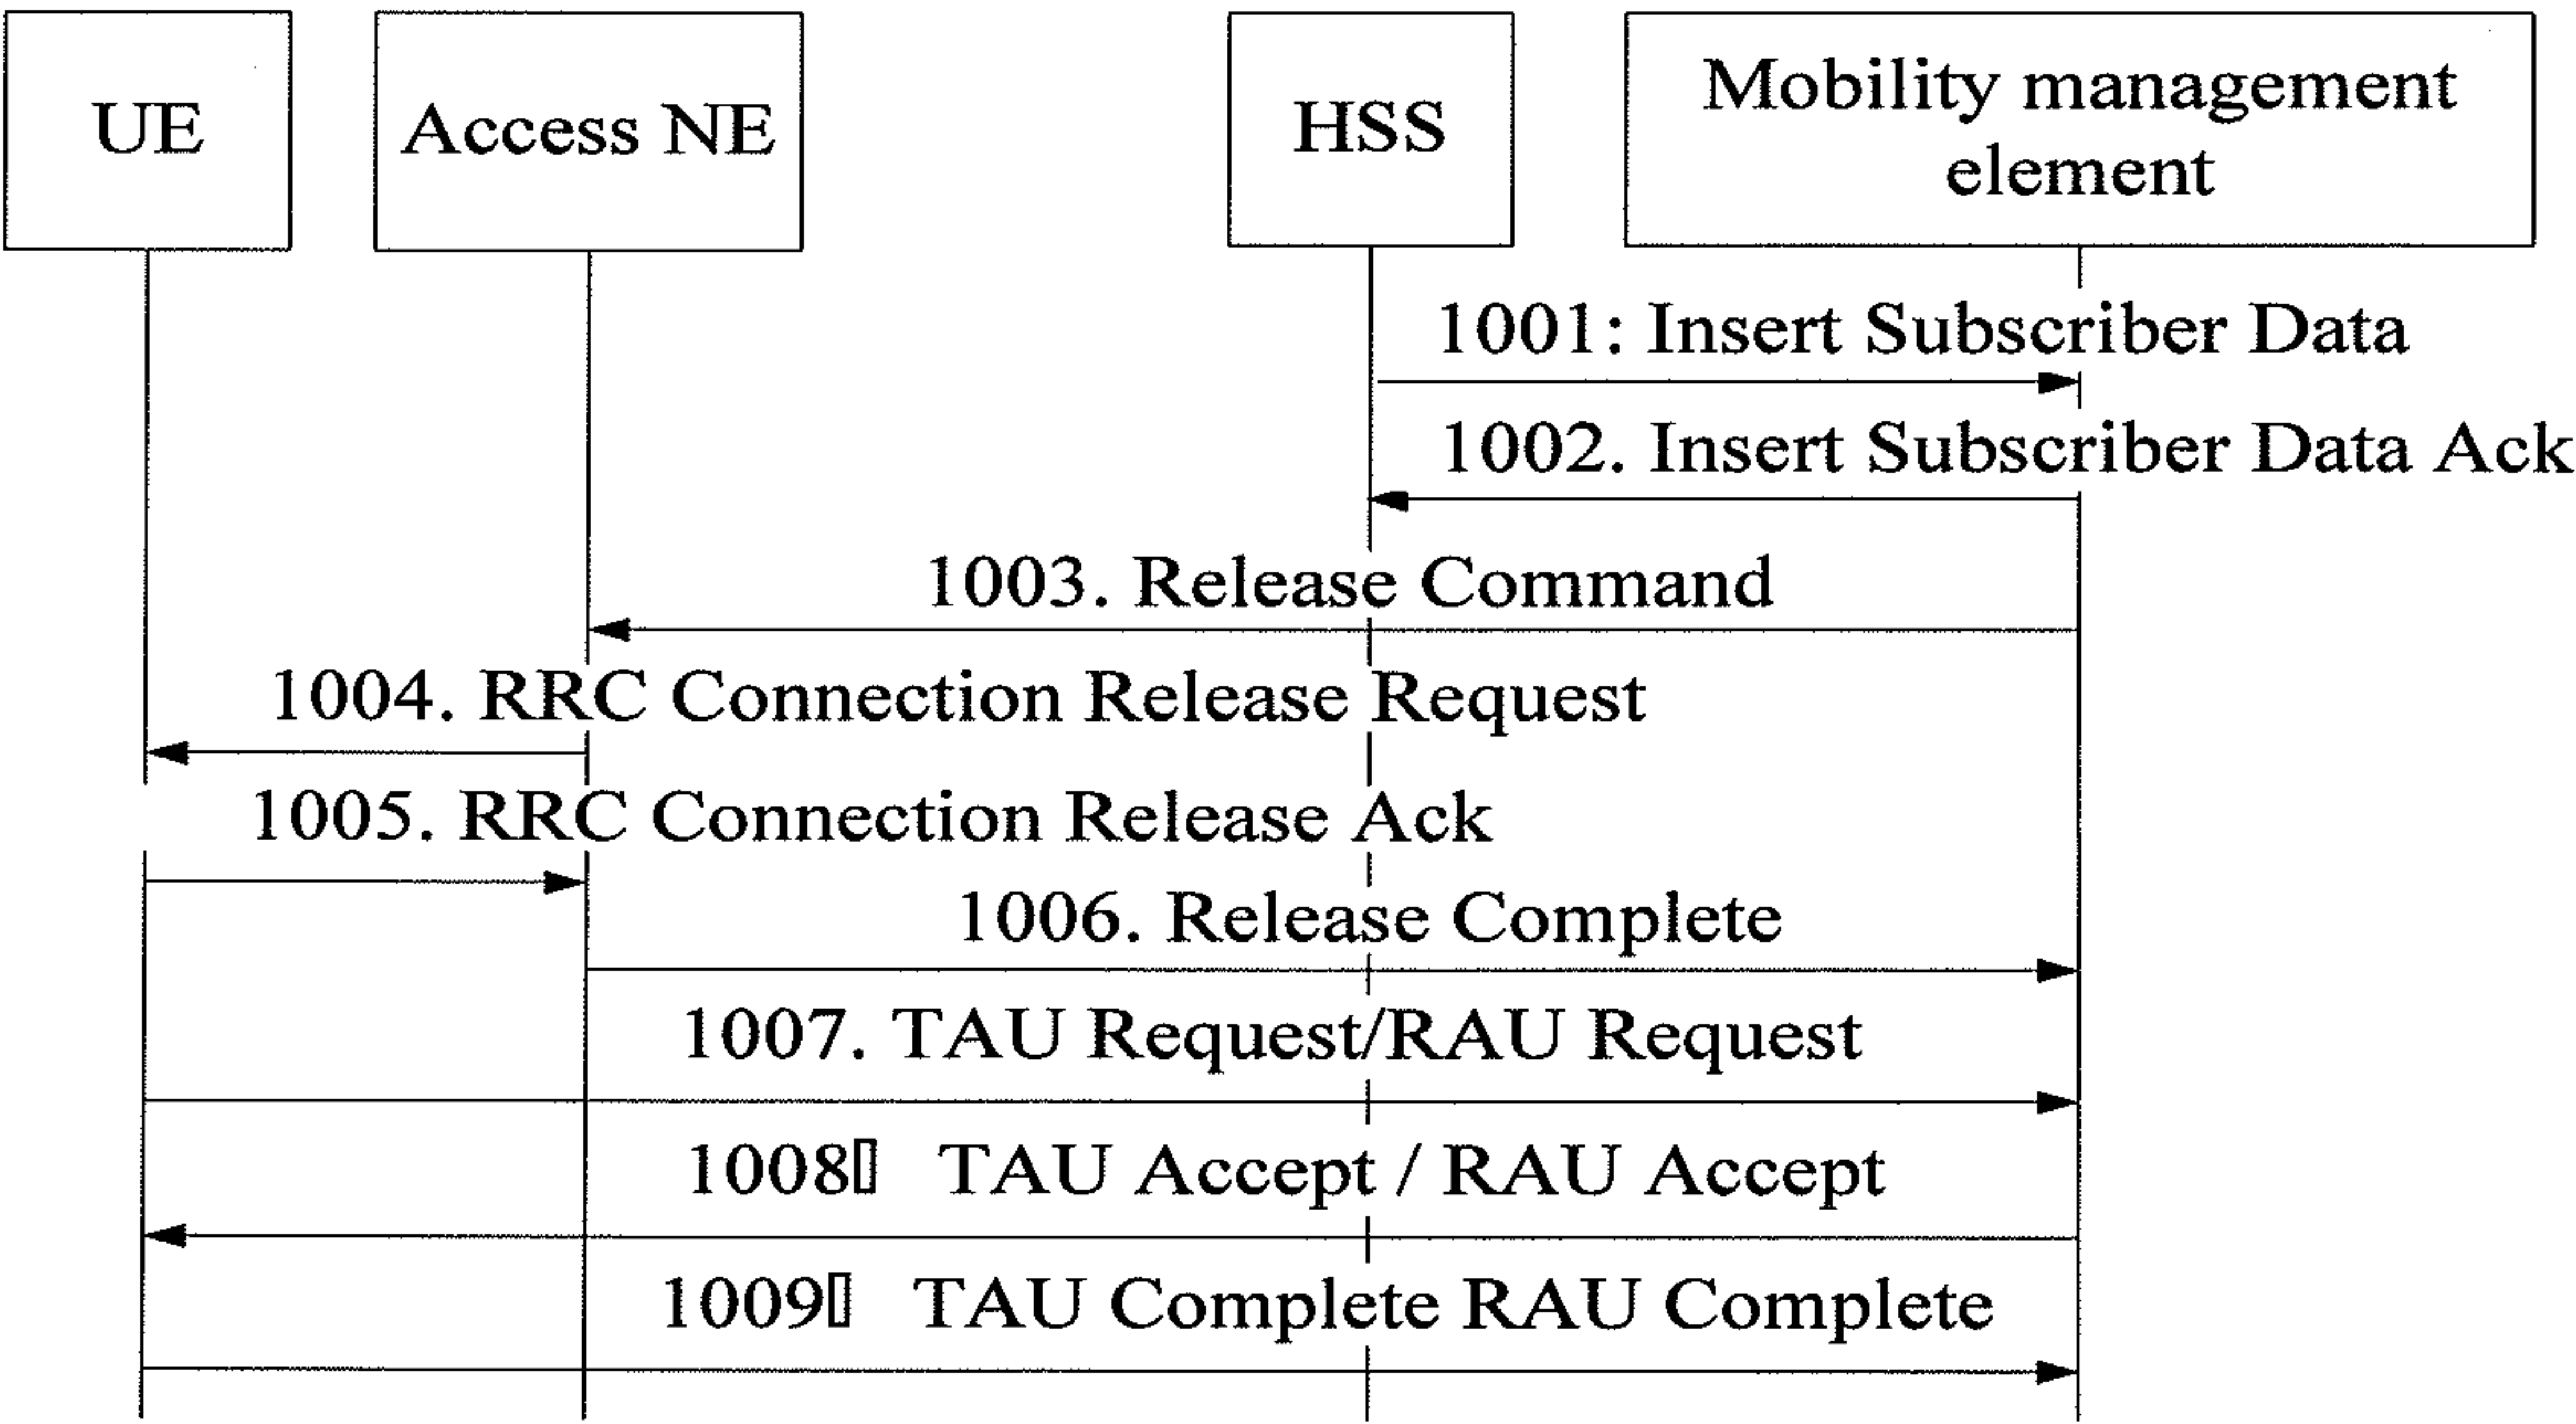 UE
Access NE
HSS
Mobility management
element
1001: Insert Subscriber Data
1002. Insert Subscriber Data Ack
1003. Release Command
1004. RRC Connection Release Request
1005. RRC Connection Release Ack
1006. Release Complete
1007. TAU Request/RAU Request
1008▯ TAU Accept / RAU Accept
1009▯ TAU Complete RAU Complete